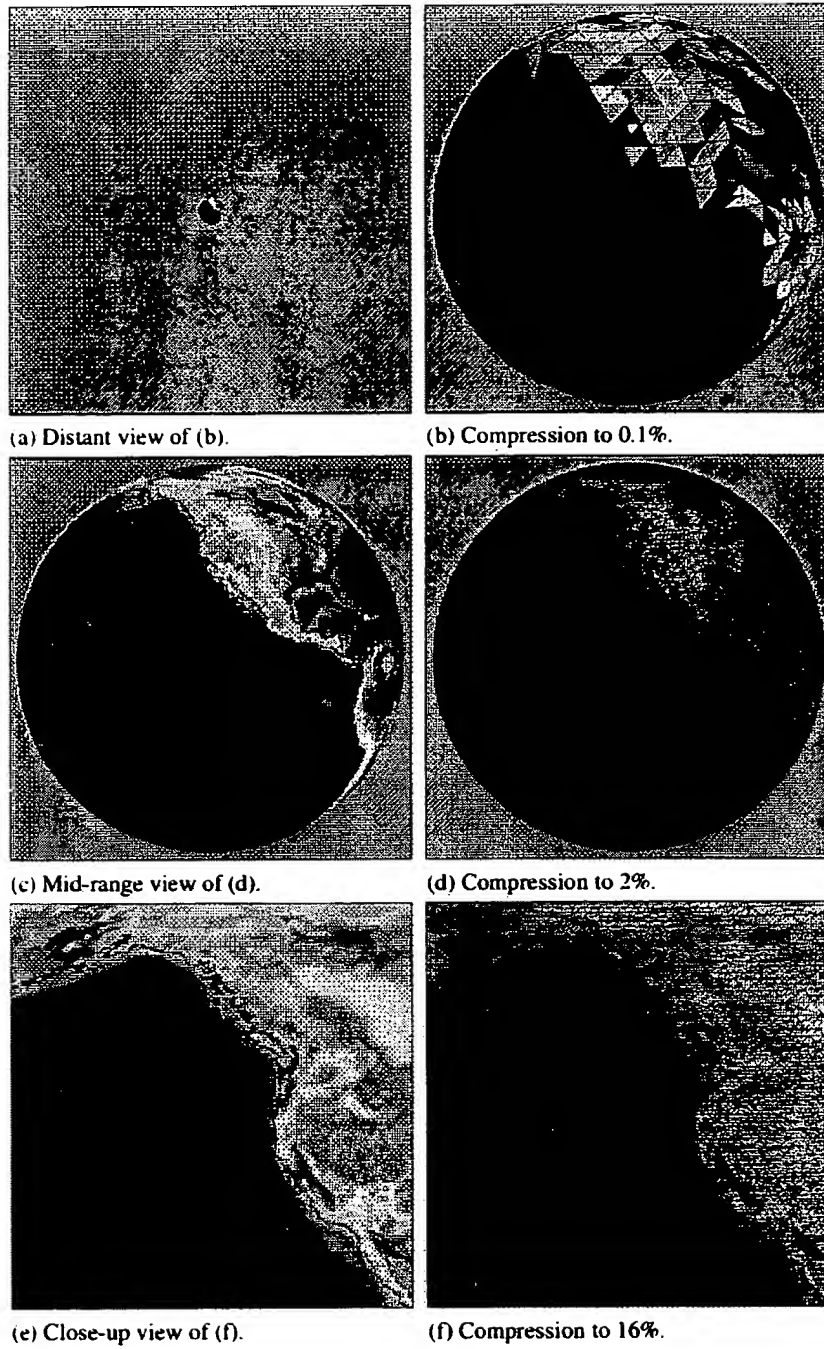 (a) Distant view of (b).
(b) Compression to 0.1%.
(c) Mid-range view of (d).
(d) Compression to 2%.
(e) Close-up view of (f).
(f) Compression to 16%.